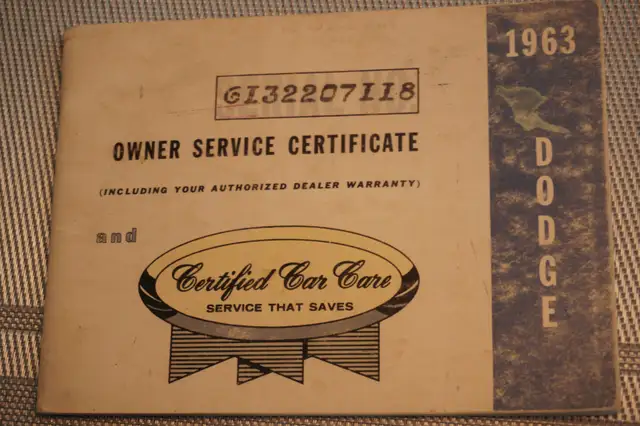 6132207118
OWNER SERVICE CERTIFICATE
(INCLUDING YOUR AUTHORIZED DEALER WARRANTY)
and
Certified Car Care
SERVICE THAT SAVES
1963
DODGE